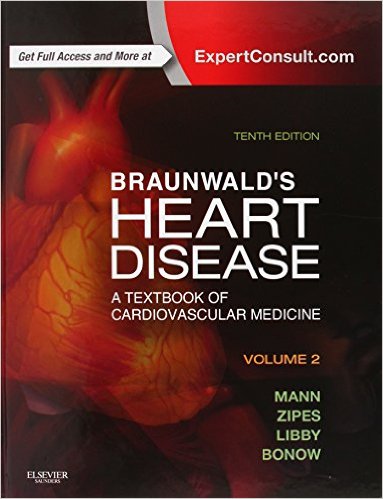 Get Full Access and More at
ExpertConsult.com
TENTH EDITION
BRAUNWALD'S
HEART
DISEASE
A TEXTBOOK OF
CARDIOVASCULAR MEDICINE
VOLUME 2
MANN
ZIPES
LIBBY
BONOW
ELSEVIER
SAUNDERS